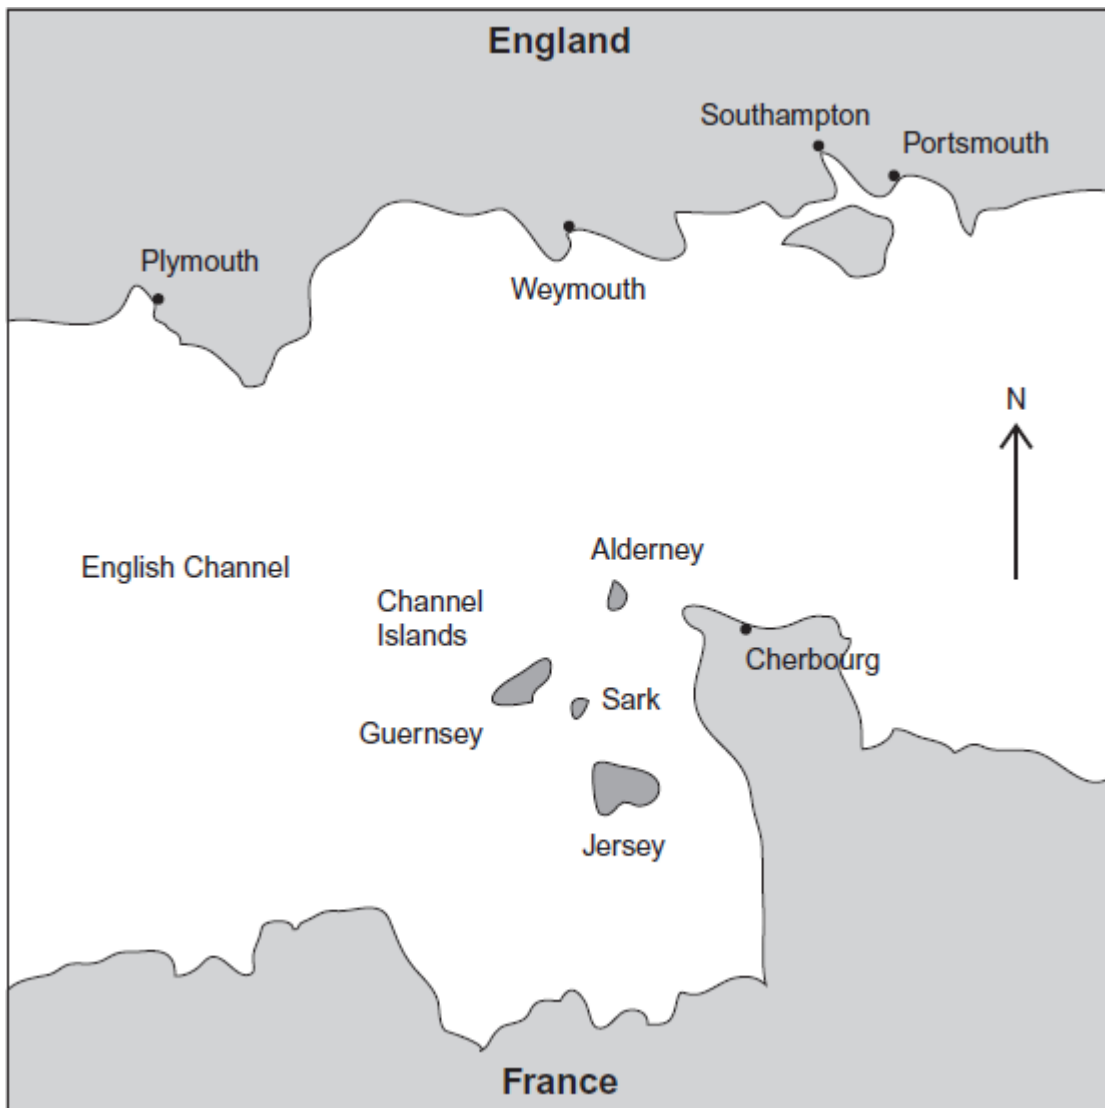 England
Southampton
Portsmouth
Plymouth
Weymouth
N
Alderney
English Channel
Channel
Islands
Cherbourg
Sark
Guernsey
Jersey
France